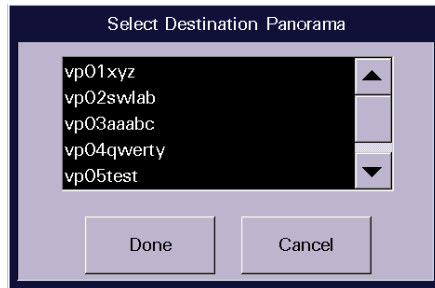 Select Destination Panorama
vp01xyz
vp02swlab
vp03aaabc
vp04qwerty
vp05test
Done
Cancel